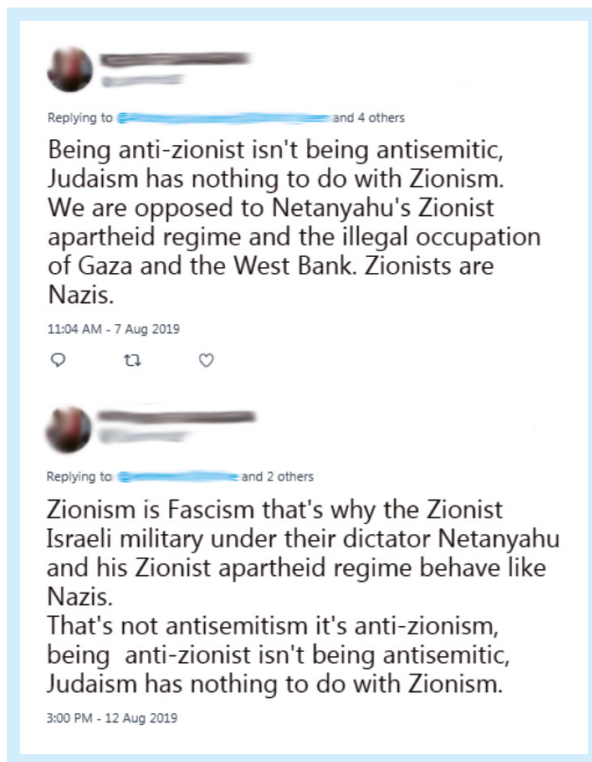 Replying to and 4 others
Being anti-zionist isn't being antisemitic,
Judaism has nothing to do with Zionism.
We are opposed to Netanyahu's Zionist
apartheid regime and the illegal occupation
of Gaza and the West Bank. Zionists are
Nazis.
11:04 AM - 7 Aug 2019
Replying to and 2 others
Zionism is Fascism that's why the Zionist
Israeli military under their dictator Netanyahu
and his Zionist apartheid regime behave like
Nazis.
That's not antisemitism it's anti-zionism,
being  anti-zionist isn't being antisemitic,
Judaism has nothing to do with Zionism.
3:00 PM - 12 Aug 2019